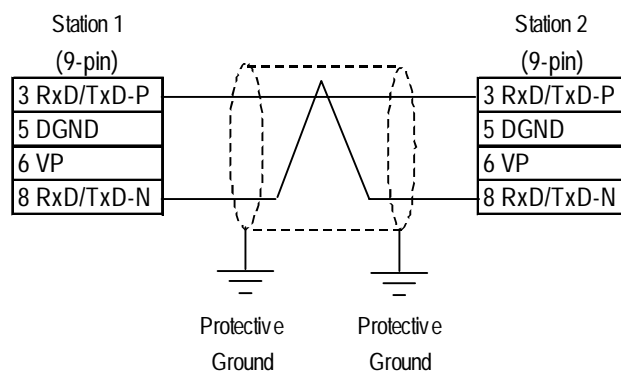 Station 1
(9-pin)
3 RxD/TxD-P
5 DGND
6 VP
8 RxD/TxD-N
Station 2
(9-pin)
3 RxD/TxD-P
5 DGND
6 VP
8 RxD/TxD-N
Protective
Ground
Protective
Ground